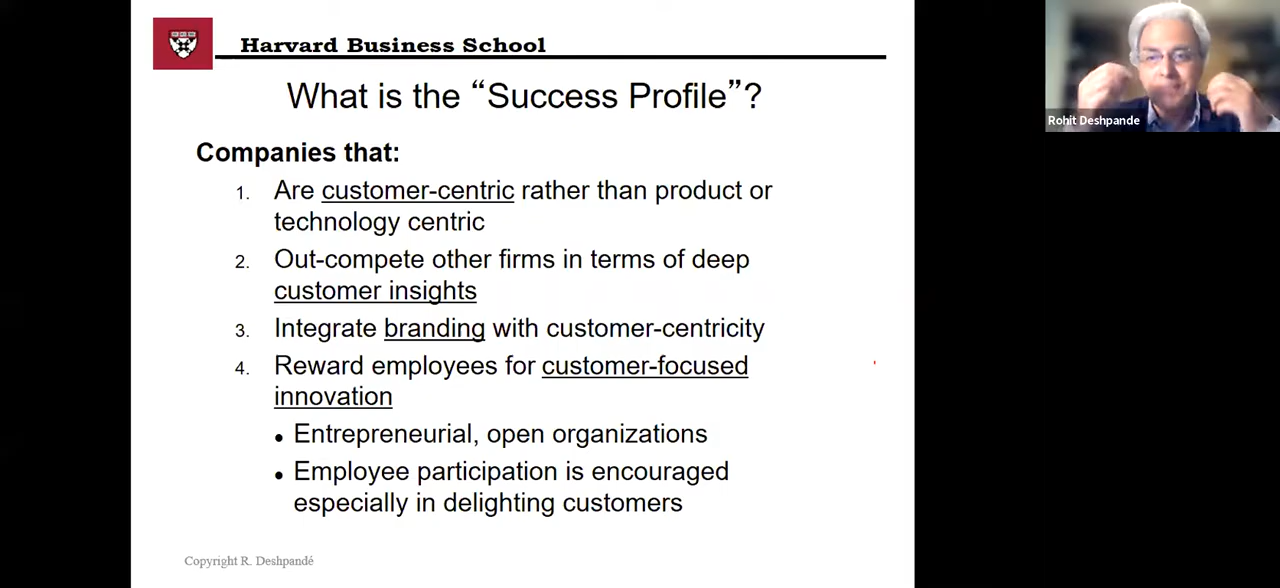 Harvard Business School
What is the “Success Profile”?
Companies that:
1. Are customer-centric rather than product or
technology centric
2. Out-compete other firms in terms of deep
customer insights
3. Integrate branding with customer-centricity
4. Reward employees for customer-focused
innovation
• Entrepreneurial, open organizations
• Employee participation is encouraged
especially in delighting customers
Copyright R. Deshpandé
Rohit Deshpande